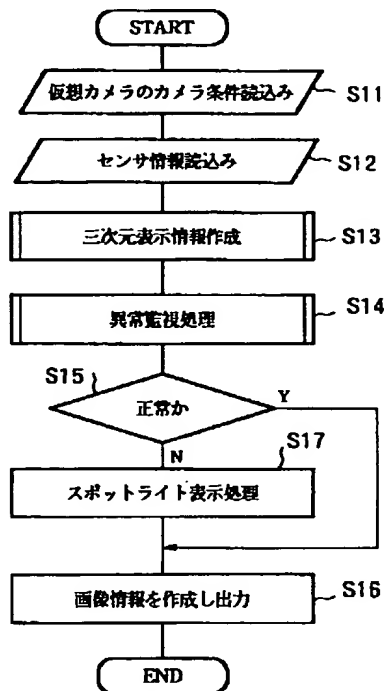 START
仮想カメラのカメラ条件読込み
S11
センサ情報読込み
S12
三次元表示情報作成
S13
異常監視処理
S14
S15
正常か
Y
N
S17
スポットライト表示処理
画像情報を作成し出力
S16
END